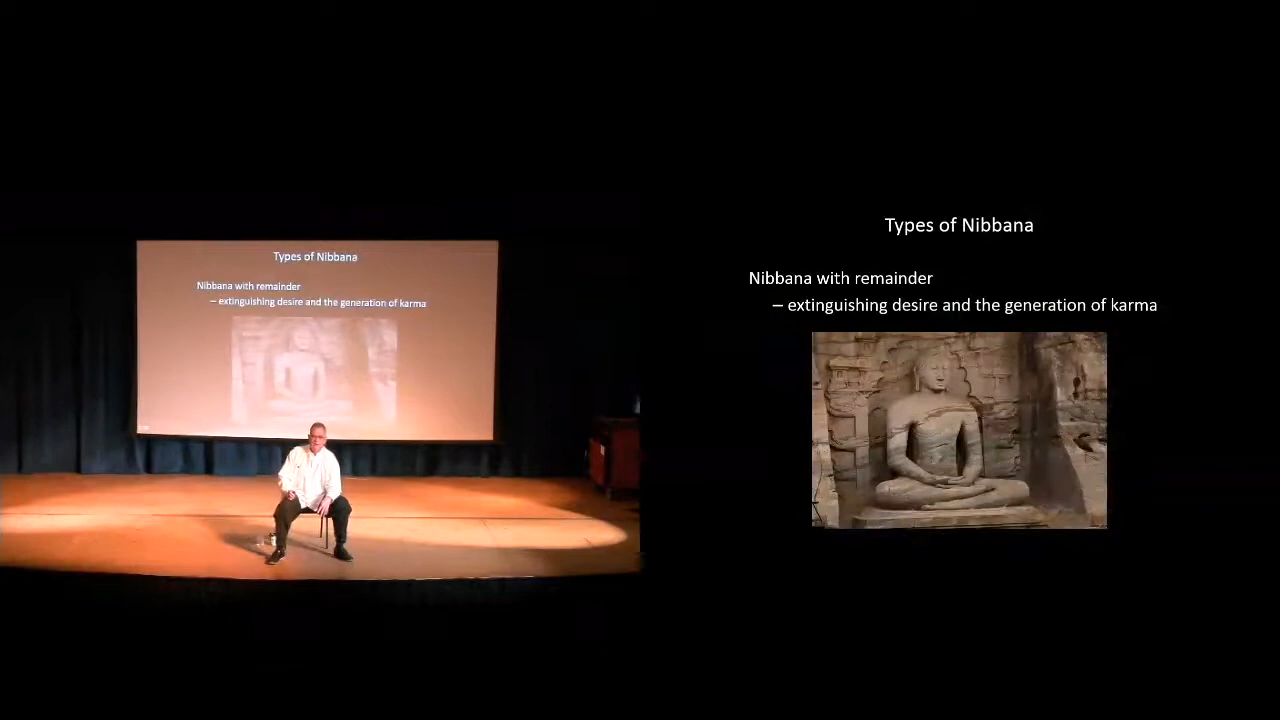 Types of Nibbana
Nibbana with remainder
– extinguishing desire and the generation of karma
Types of Nibbana
Nibbana with remainder
– extinguishing desire and the generation of karma